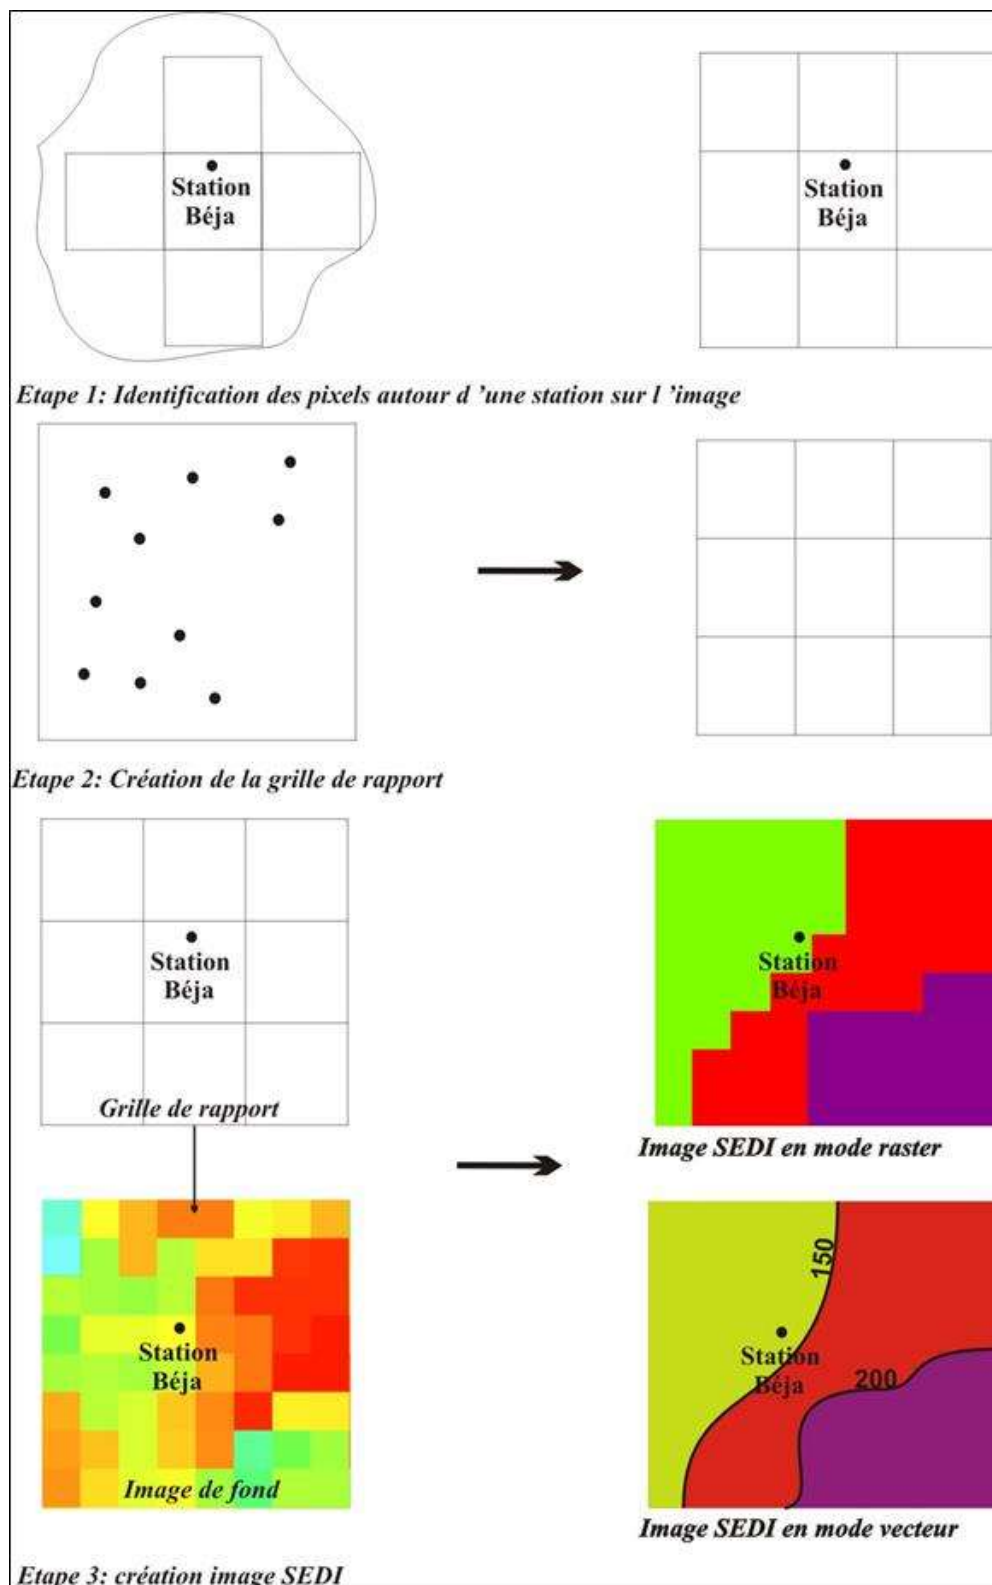 Station
Béja
Station
Béja
Etape 1: Identification des pixels autour d 'une station sur l 'image
Etape 2: Création de la grille de rapport
Station
Béja
Grille de rapport
Station
Béja
Image SEDI en mode raster
Station
Béja
Image de fond
150
Station
Béja
200
Image SEDI en mode vecteur
Etape 3: création image SEDI